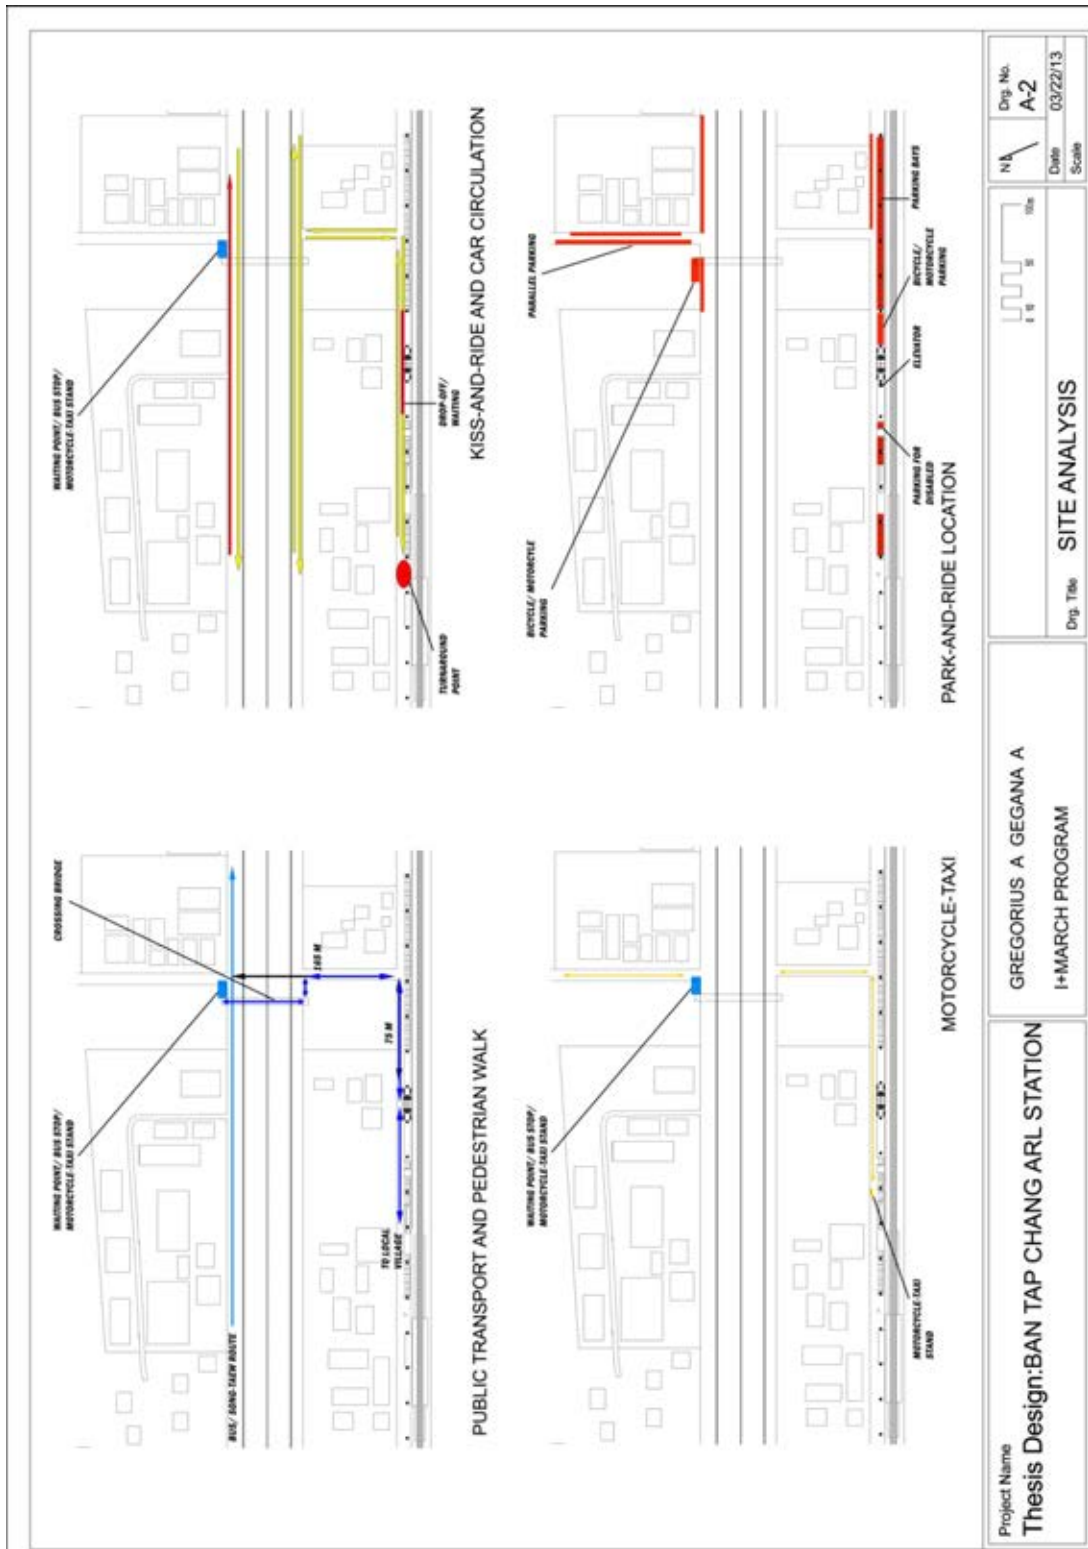 CROSSING BRIDGE
WAITING POINT/ BUS STOP/
MOTORCYCLE-TAXI STAND
BUS/ SONG-TAEW ROUTE
165 M
75 M
TO LOCAL
VILLAGE
PUBLIC TRANSPORT AND PEDESTRIAN WALK
WAITING POINT/ BUS STOP/
MOTORCYCLE-TAXI STAND
DROP-OFF/
WAITING
TURNAROUND
POINT
KISS-AND-RIDE AND CAR CIRCULATION
WAITING POINT/ BUS STOP/
MOTORCYCLE-TAXI STAND
MOTORCYCLE-TAXI
STAND
MOTORCYCLE-TAXI
PARALLEL PARKING
BICYCLE/ MOTORCYCLE
PARKING
PARKING FOR
DISABLED
ELEVATOR
BICYCLE/
MOTORCYCLE
PARKING
PARKING BAYS
PARK-AND-RIDE LOCATION
Project Name
Thesis Design:BAN TAP CHANG ARL STATION
GREGORIUS A GEGANA A
I+MARCH PROGRAM
Drg. Title
SITE ANALYSIS
0 10 50 100m
N
Drg. No.
A-2
Date
03/22/13
Scale